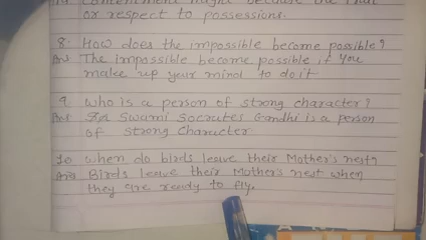 or respect to possessions.
8. How does the impossible become possible?
Ans The impossible become possible if you
make up your mind to do it
9. who is a person of strong character?
Ans Swami Socrates Gandhi is a person
of strong Character
10 when do birds leave their Mother's nest?
Ans Birds leave their Mother's nest when
they are ready to fly.